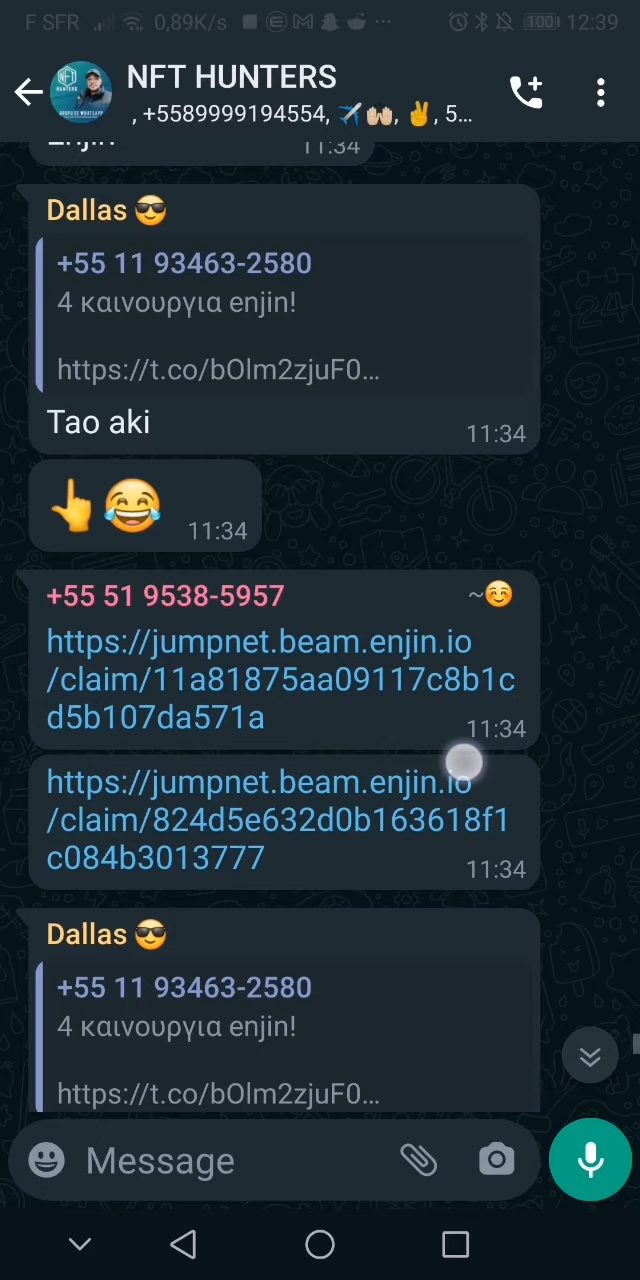 F SFR 0,89K/s 100 12:39
NFT HUNTERS
, +5589999194554, ✈️🙌🏻, ✌️, 5...
Enjin 11:34
Dallas 😎
+55 11 93463-2580
4 καινουργια enjin!
https://t.co/bOlm2zjuF0...
Tao aki 11:34
👆😂 11:34
+55 51 9538-5957 ~☺️
https://jumpnet.beam.enjin.io
/claim/11a81875aa09117c8b1c
d5b107da571a 11:34
https://jumpnet.beam.enjin.io
/claim/824d5e632d0b163618f1
c084b3013777 11:34
Dallas 😎
+55 11 93463-2580
4 καινουργια enjin!
https://t.co/bOlm2zjuF0...
Message